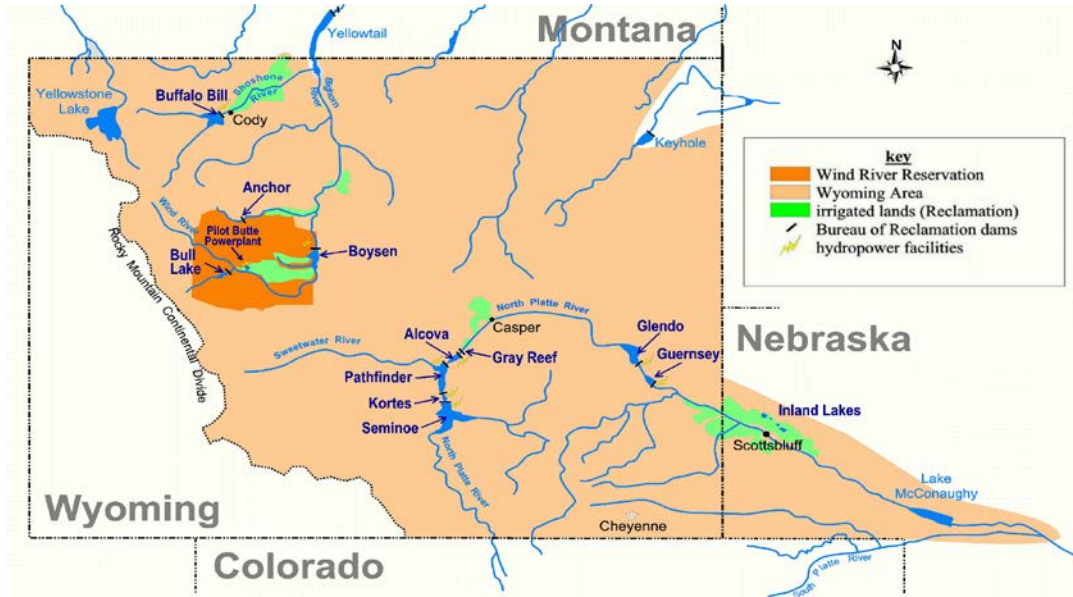 Montana
N
Yellowtail
Yellowstone
Lake
Buffalo Bill
Shoshone
River
Cody
Bighorn
River
Keyhole
key
Wind River Reservation
Wyoming Area
irrigated lands (Reclamation)
Bureau of Reclamation dams
hydropower facilities
Anchor
Wind River
Pilot Butte
Powerplant
Bull
Lake
Boysen
Rocky Mountain Continental Divide
North Platte River
Casper
Sweetwater River
Alcova
Gray Reef
Pathfinder
Kortes
Seminoe
North Platte River
Glendo
Guernsey
Nebraska
Inland Lakes
Scottsbluff
Lake
McConaughy
Wyoming
Cheyenne
Colorado
South Platte River